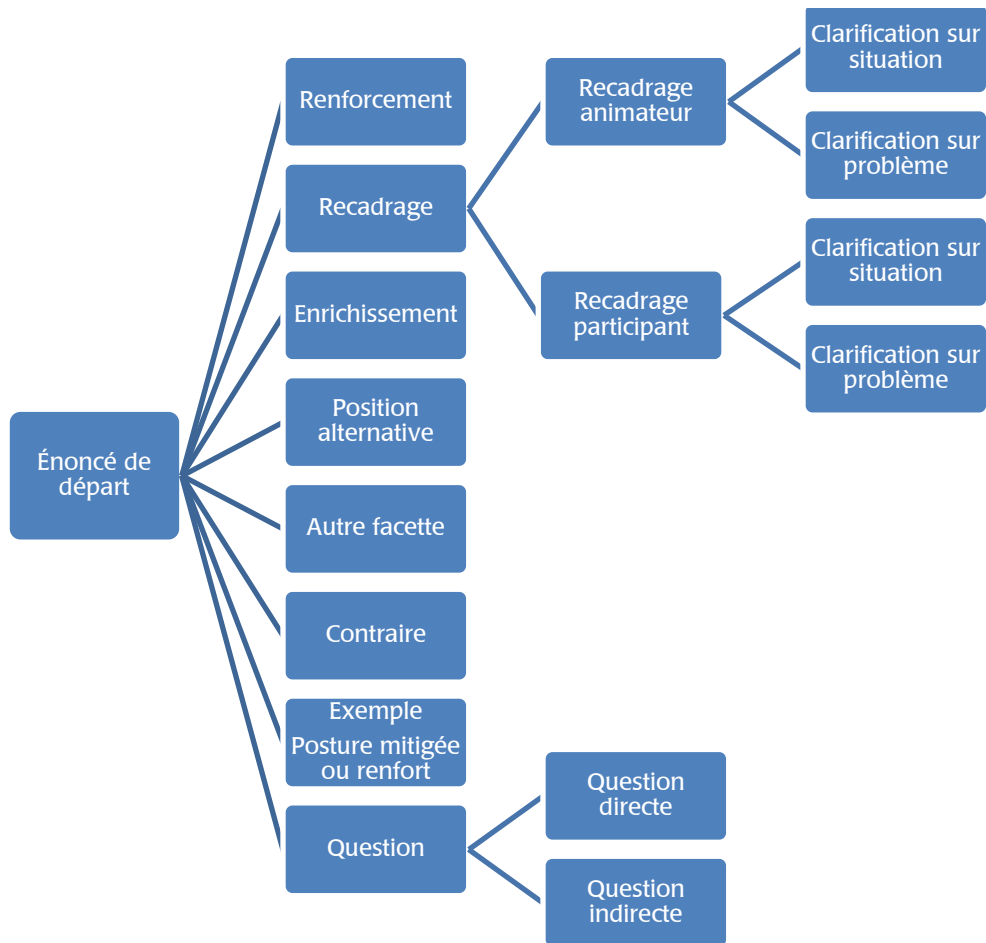 Énoncé de
départ
Renforcement
Recadrage
Enrichissement
Position
alternative
Autre facette
Contraire
Exemple
Posture mitigée
ou renfort
Question
Recadrage
animateur
Recadrage
participant
Question
directe
Question
indirecte
Clarification sur
situation
Clarification sur
problème
Clarification sur
situation
Clarification sur
problème